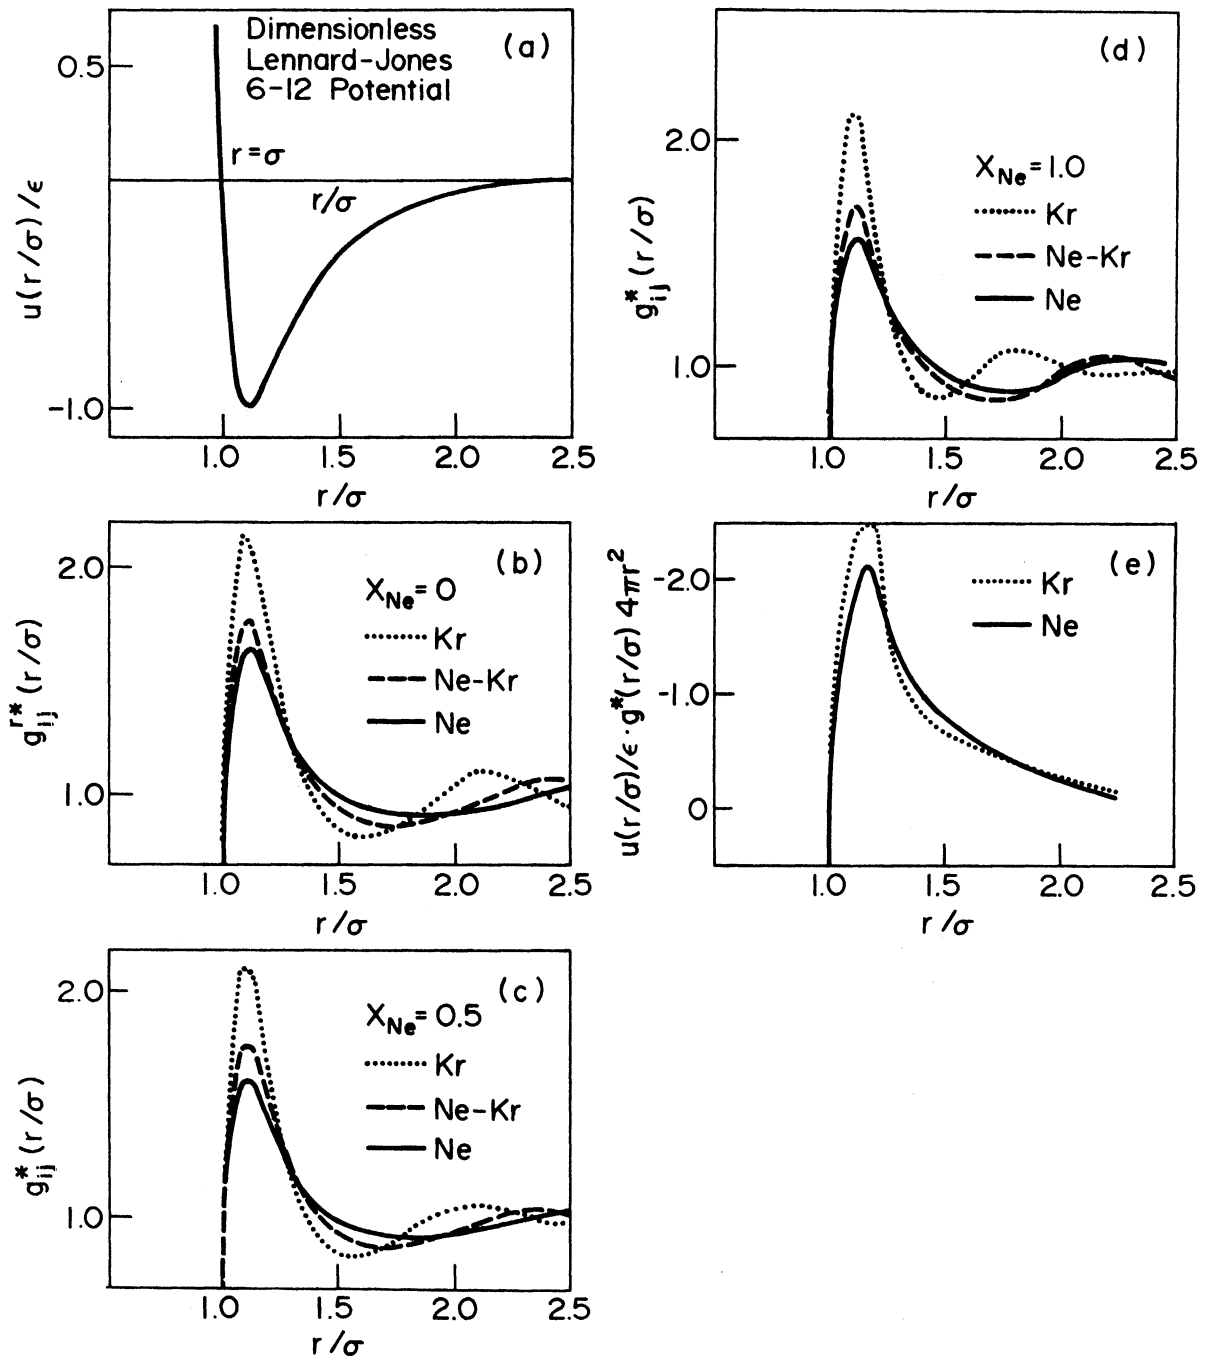 Dimensionless
Lennard-Jones
6-12 Potential
(a)
0.5
r=σ
r/σ
u(r/σ)/ϵ
-1.0
1.0 1.5 2.0 2.5
r/σ
(b)
2.0
X_Ne = 0
Kr
Ne-Kr
Ne
g_ij^r* (r/σ)
1.0
1.0 1.5 2.0 2.5
r/σ
(c)
2.0
X_Ne = 0.5
Kr
Ne-Kr
Ne
g_ij^* (r/σ)
1.0
1.0 1.5 2.0 2.5
r/σ
(d)
2.0
X_Ne = 1.0
Kr
Ne-Kr
Ne
g_ij^* (r/σ)
1.0
1.0 1.5 2.0 2.5
r/σ
(e)
-2.0
Kr
Ne
u(r/σ)/ϵ·g*(r/σ) 4πr²
-1.0
0
1.0 1.5 2.0 2.5
r/σ